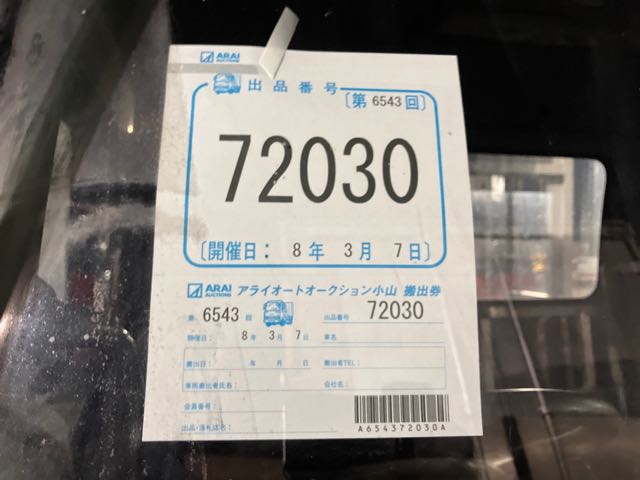 ARAI AUCTIONS
出品番号
〔第 6543 回〕
72030
〔開催日： 8年 3月 7日〕
ARAI AUCTIONS アライオートオークション小山 搬出券
第 6543 回 出品番号 72030
開催日： 8年 3月 7日 車名
搬出日： 年 月 日 搬出者TEL：
車両搬出者氏名： 会社名：
会員番号：
出品・落札店名：
A654372030A